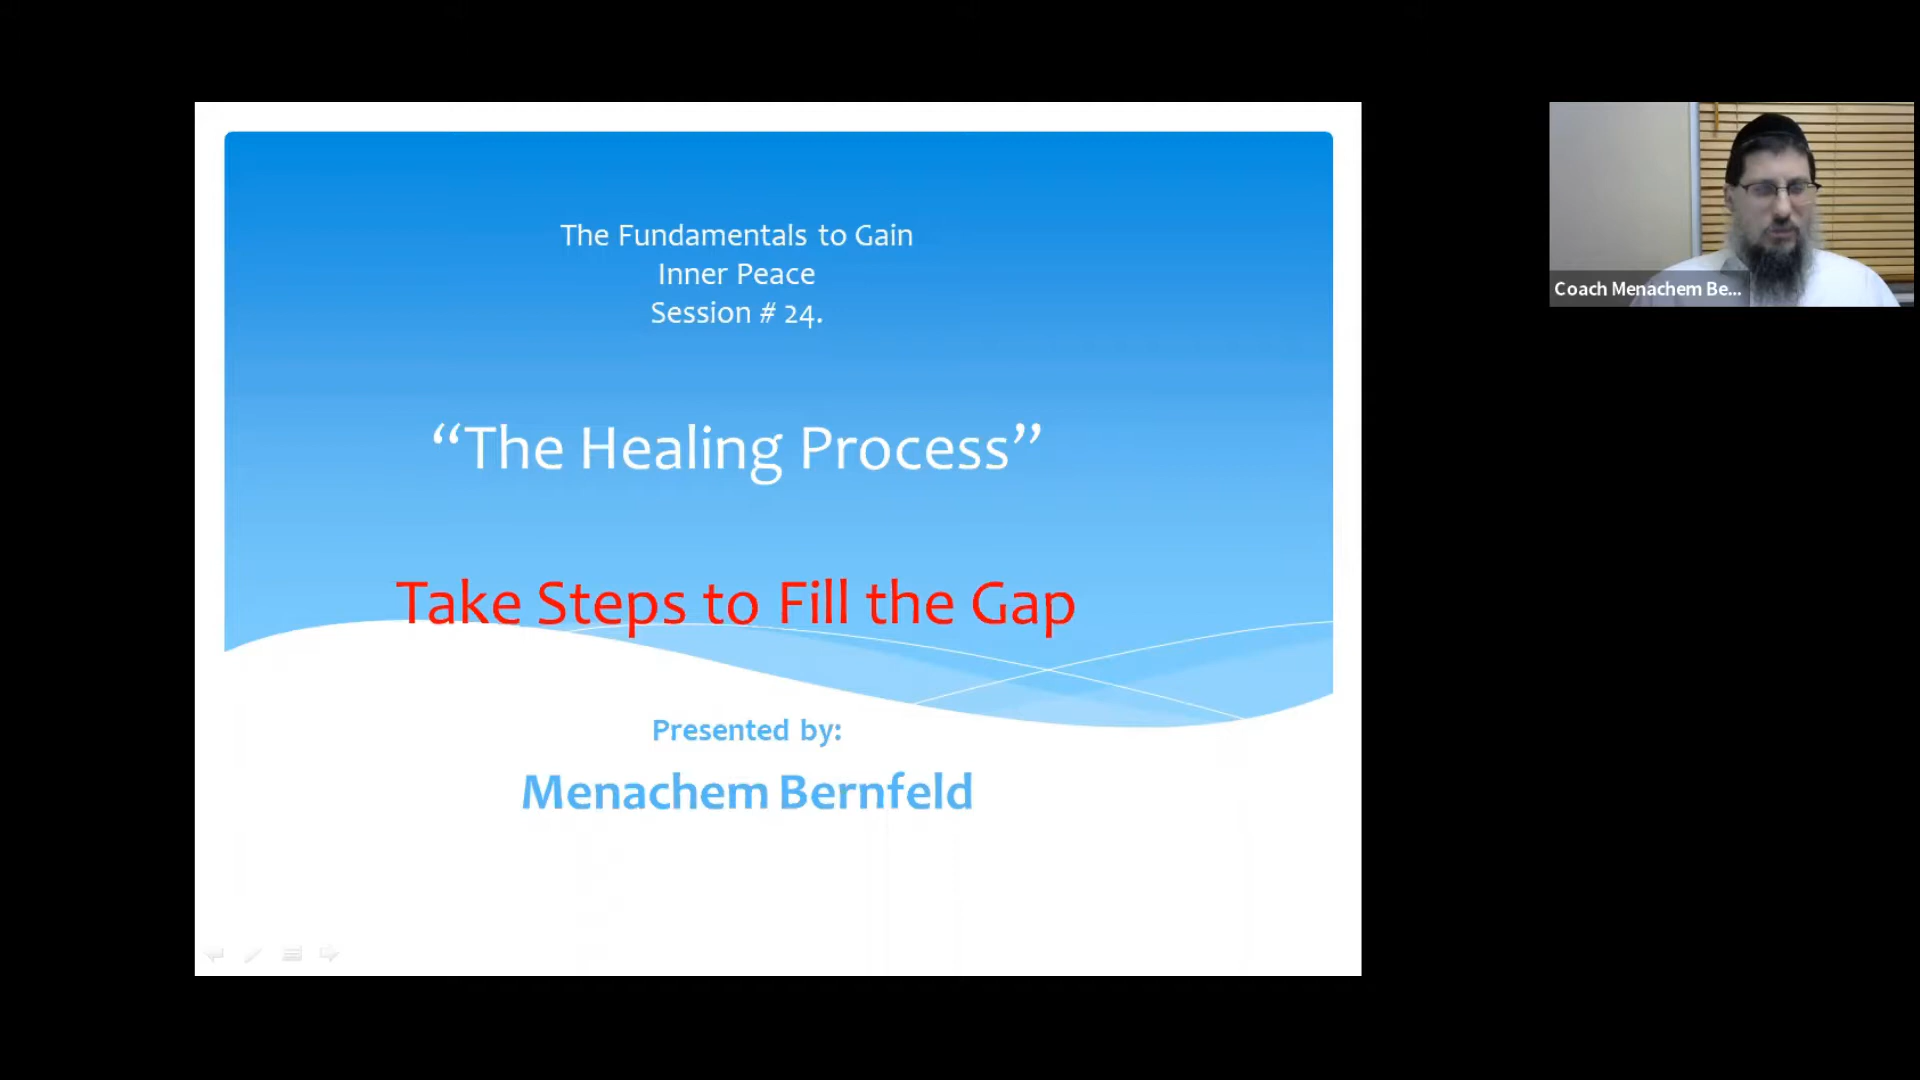 The Fundamentals to Gain
Inner Peace
Session # 24.
“The Healing Process”
Take Steps to Fill the Gap
Presented by:
Menachem Bernfeld
Coach Menachem Be...